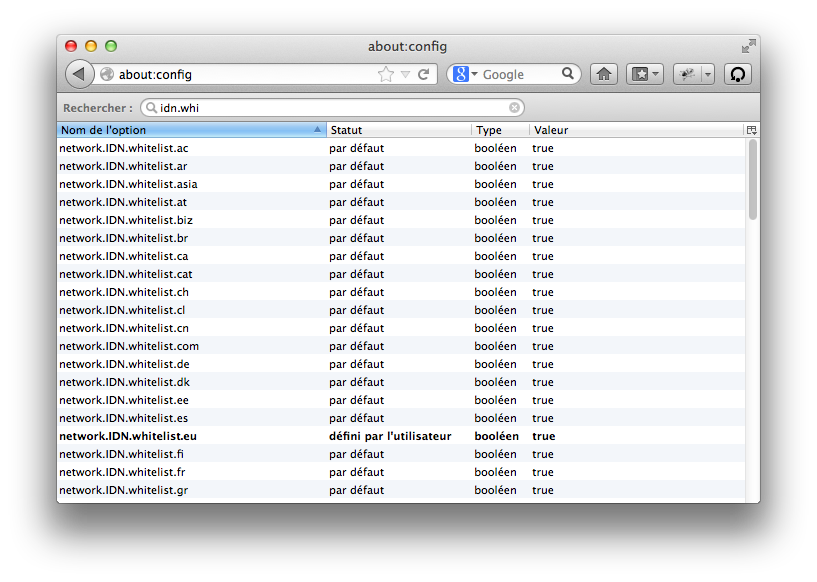 about:config
about:config Google
Rechercher : idn.whi
Nom de l'option Statut Type Valeur
network.IDN.whitelist.ac par défaut booléen true
network.IDN.whitelist.ar par défaut booléen true
network.IDN.whitelist.asia par défaut booléen true
network.IDN.whitelist.at par défaut booléen true
network.IDN.whitelist.biz par défaut booléen true
network.IDN.whitelist.br par défaut booléen true
network.IDN.whitelist.ca par défaut booléen true
network.IDN.whitelist.cat par défaut booléen true
network.IDN.whitelist.ch par défaut booléen true
network.IDN.whitelist.cl par défaut booléen true
network.IDN.whitelist.cn par défaut booléen true
network.IDN.whitelist.com par défaut booléen true
network.IDN.whitelist.de par défaut booléen true
network.IDN.whitelist.dk par défaut booléen true
network.IDN.whitelist.ee par défaut booléen true
network.IDN.whitelist.es par défaut booléen true
network.IDN.whitelist.eu défini par l'utilisateur booléen true
network.IDN.whitelist.fi par défaut booléen true
network.IDN.whitelist.fr par défaut booléen true
network.IDN.whitelist.gr par défaut booléen true